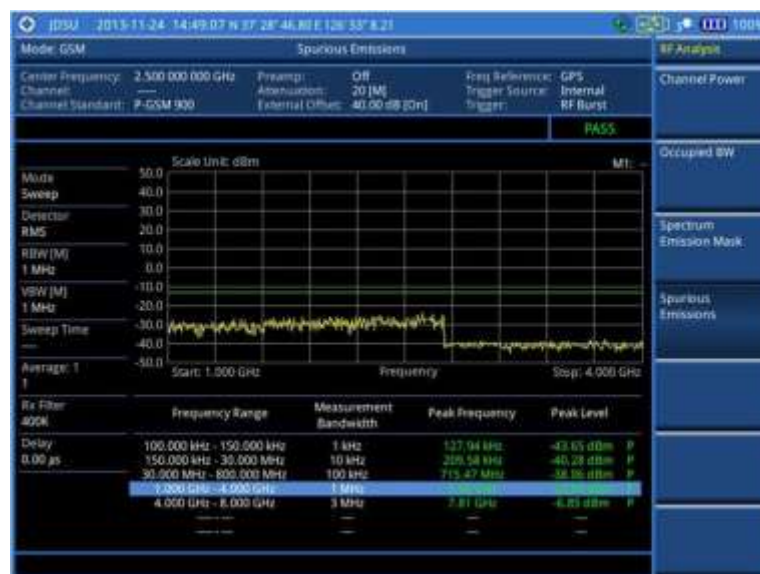 JDSU 2013-11-24 14:49:07 N 37° 28" 46.80 E 126° 53" 8.21 100%
Mode: GSM Spurious Emissions RF Analysis
Center Frequency: 2.500 000 000 GHz Preamp: Off Freq Reference: GPS
Channel: ---- Attenuation: 20 [M] Trigger Source: Internal
Channel Standard: P-GSM 900 External Offset: 40.00 dB [On] Trigger: RF Burst
PASS
Channel Power
Occupied BW
Spectrum
Emission Mask
Spurious
Emissions
Mode
Sweep
Detector
RMS
RBW [M]
1 MHz
VBW [M]
1 MHz
Sweep Time
---
Average: 1
1
Rx Filter
400K
Delay
0.00 µs
Scale Unit: dBm M1: --
50.0
40.0
30.0
20.0
10.0
0.0
-10.0
-20.0
-30.0
-40.0
-50.0
Start: 1.000 GHz Frequency Stop: 4.000 GHz
Frequency Range Measurement Bandwidth Peak Frequency Peak Level
100.000 kHz - 150.000 kHz 1 kHz 127.94 kHz -43.65 dBm P
150.000 kHz - 30.000 MHz 10 kHz 209.54 kHz -40.28 dBm P
30.000 MHz - 800.000 MHz 100 kHz 715.47 MHz -38.06 dBm P
1.000 GHz - 4.000 GHz 1 MHz
4.000 GHz - 8.000 GHz 3 MHz 7.81 GHz -6.85 dBm P